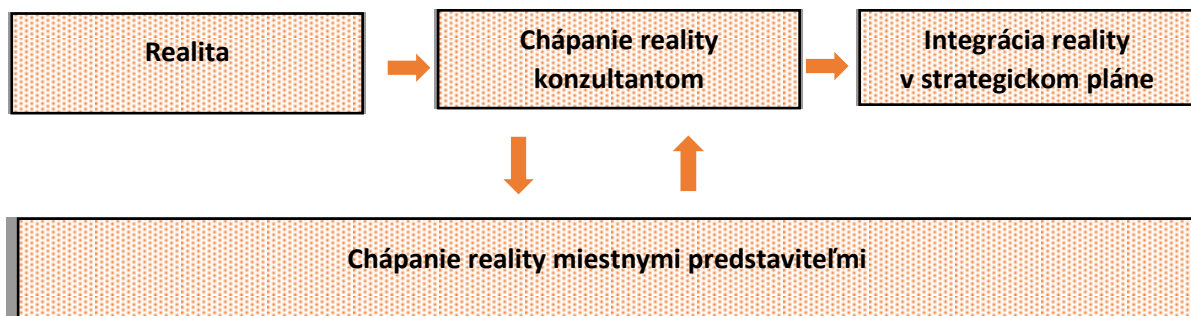 Realita
Chápanie reality
konzultantom
Integrácia reality
v strategickom pláne
Chápanie reality miestnymi predstaviteľmi